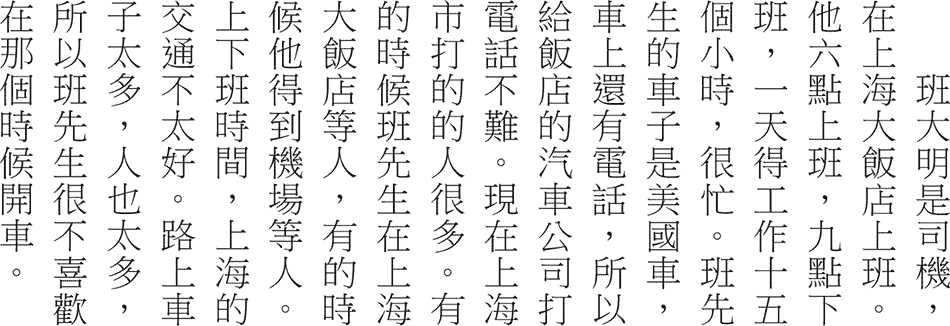 班大明是司機，
在上海大飯店上班。
他六點上班，九點下
班，一天得工作十五
個小時，很忙。班先
生的車子是美國車，
車上還有電話，所以
給飯店的汽車公司打
電話不難。現在上海
市打的的人很多。有
的時候班先生在上海
大飯店等人，有的時
候他得到機場等人。
上下班時間，上海的
交通不太好。路上車
子太多，人也太多，
所以班先生很不喜歡
在那個時候開車。